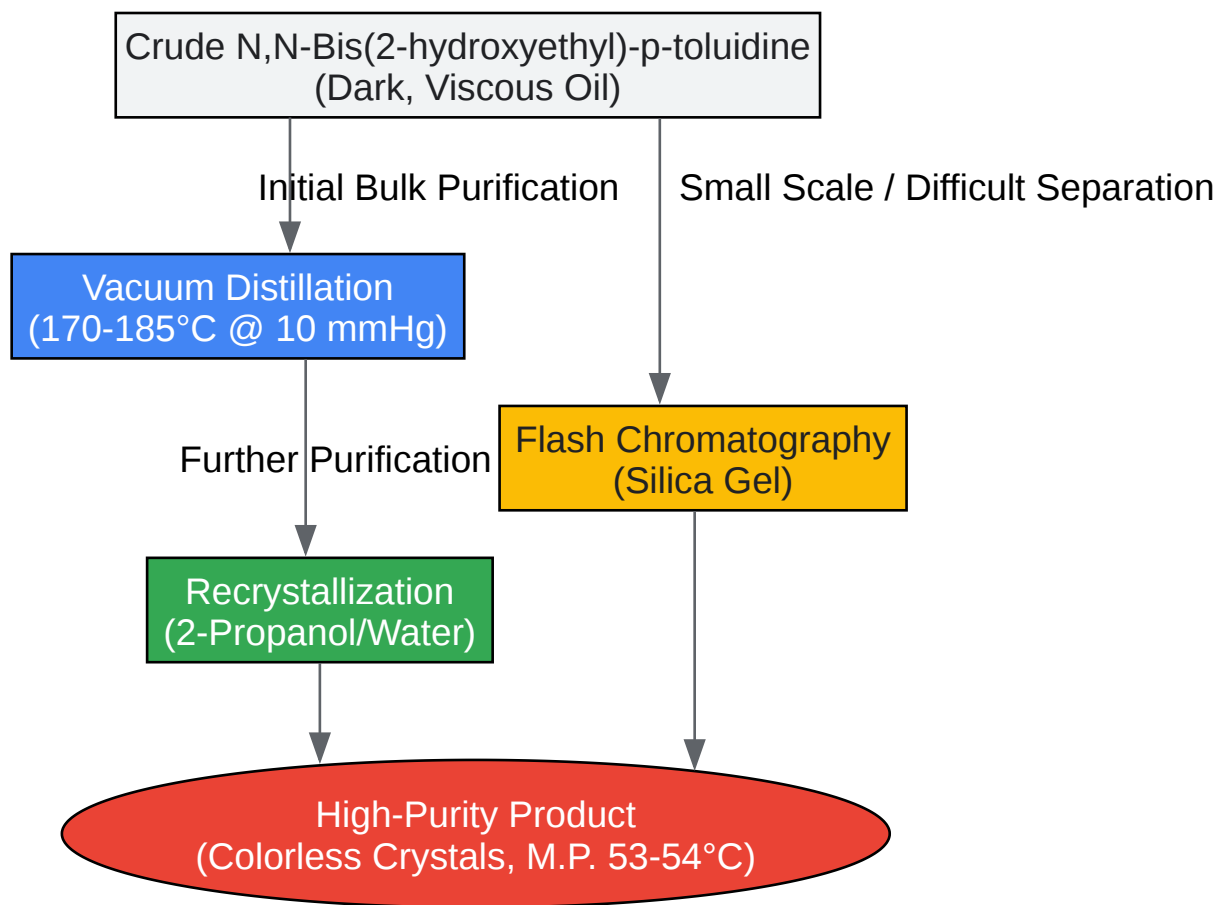 Crude N,N-Bis(2-hydroxyethyl)-p-toluidine
(Dark, Viscous Oil)
Initial Bulk Purification
Small Scale / Difficult Separation
Vacuum Distillation
(170-185°C @ 10 mmHg)
Further Purification
Flash Chromatography
(Silica Gel)
Recrystallization
(2-Propanol/Water)
High-Purity Product
(Colorless Crystals, M.P. 53-54°C)